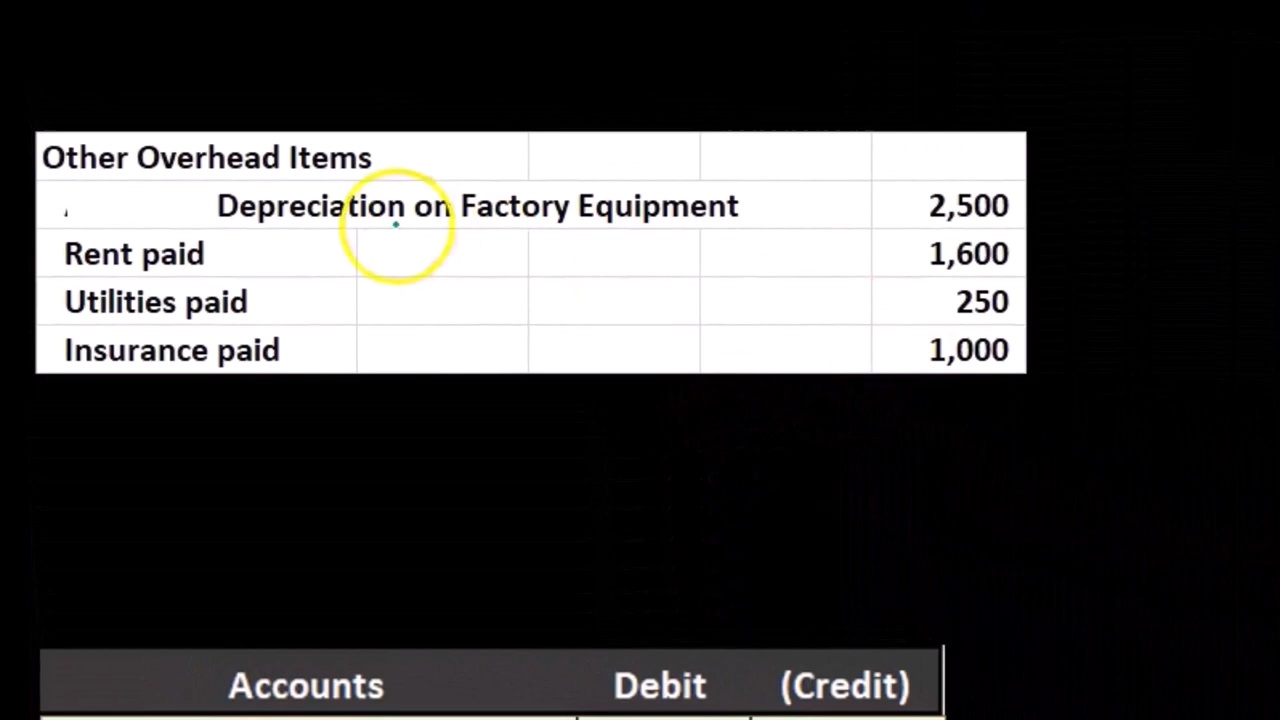 Other Overhead Items
Depreciation on Factory Equipment 2,500
Rent paid 1,600
Utilities paid 250
Insurance paid 1,000
Accounts Debit (Credit)